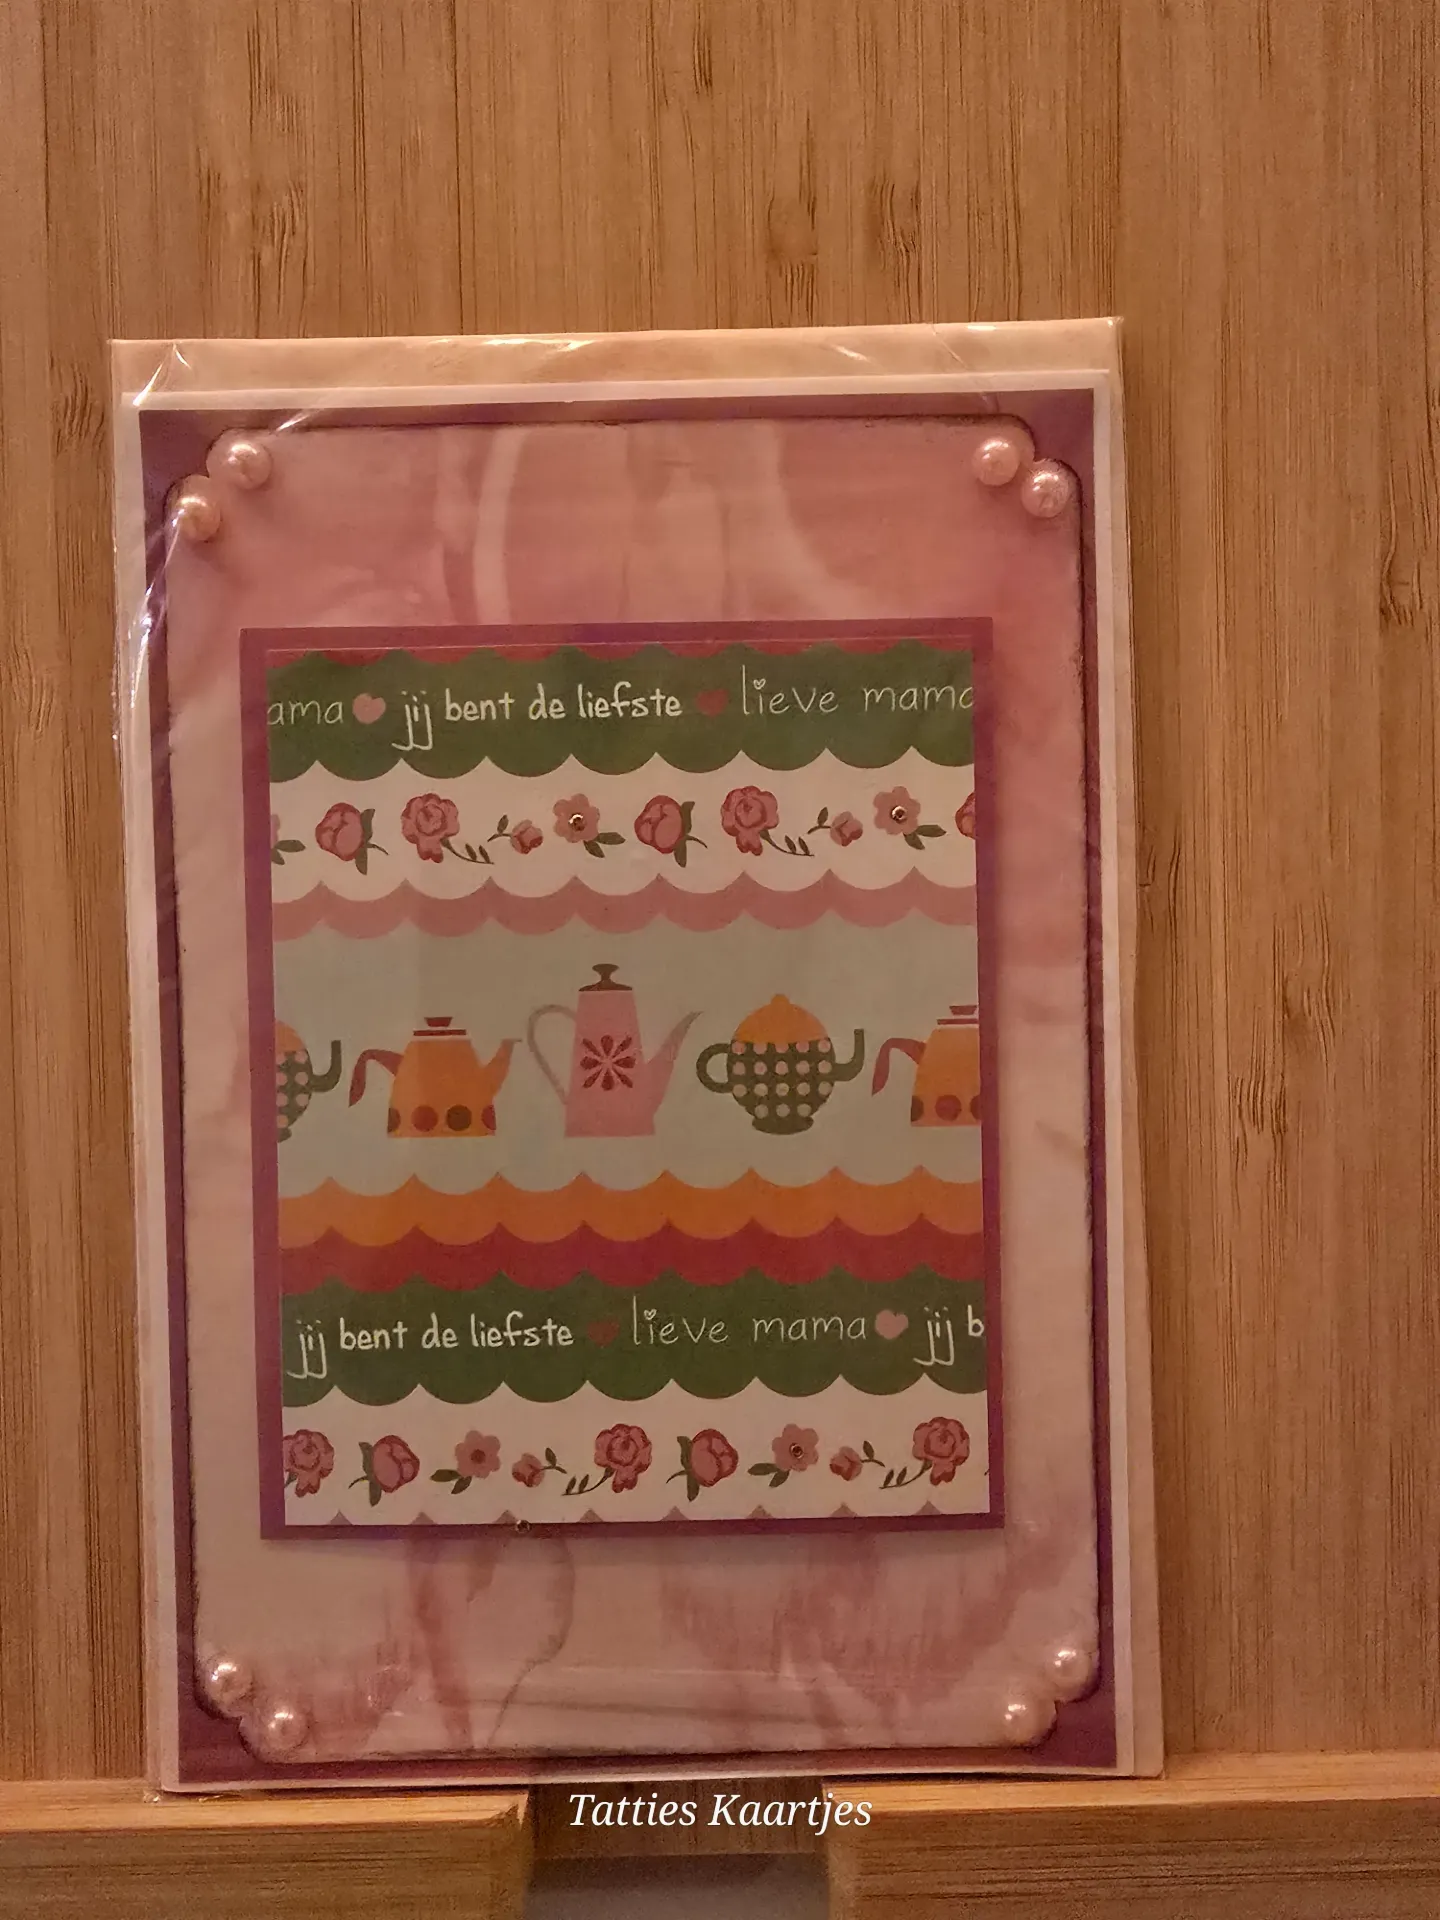 ama jij bent de liefste lieve mama
jij bent de liefste lieve mama jij b
Tatties Kaartjes